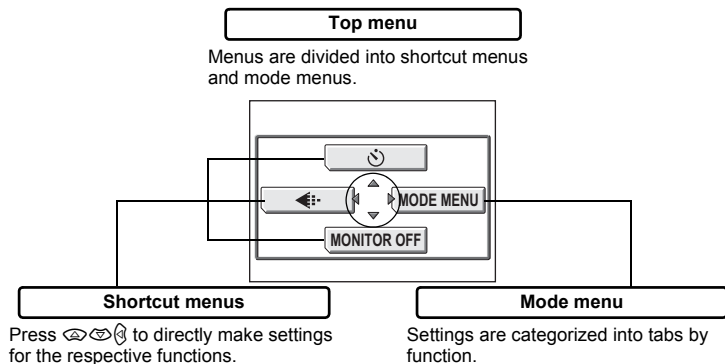 Top menu
Menus are divided into shortcut menus
and mode menus.
MODE MENU
MONITOR OFF
Shortcut menus
Press to directly make settings
for the respective functions.
Mode menu
Settings are categorized into tabs by
function.